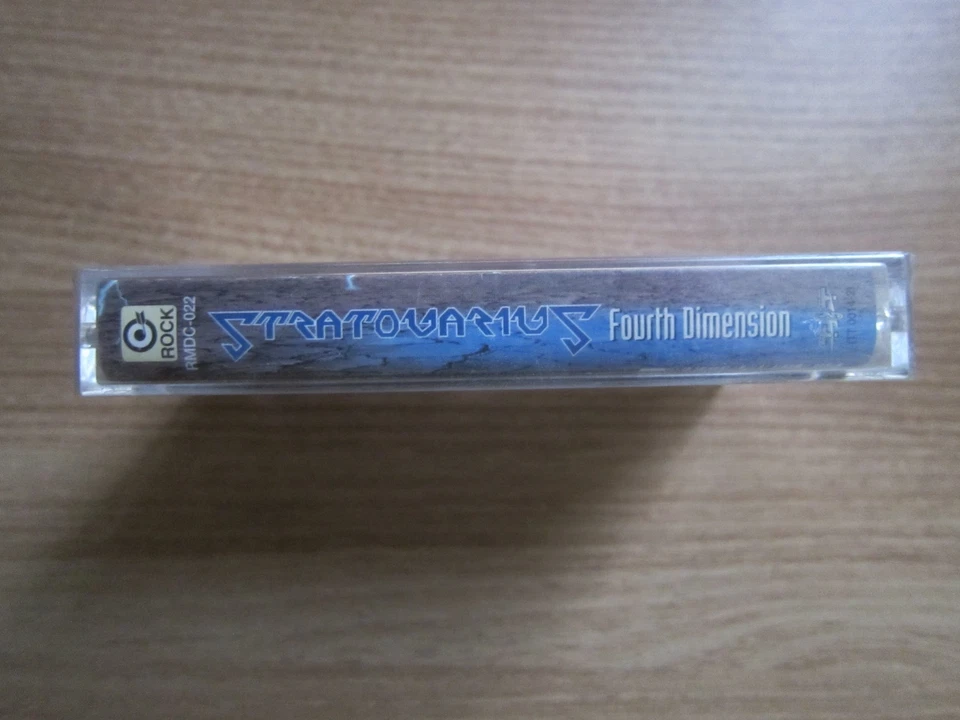 ROCK
RMDC-022
STRATOVARIUS
Fourth Dimension